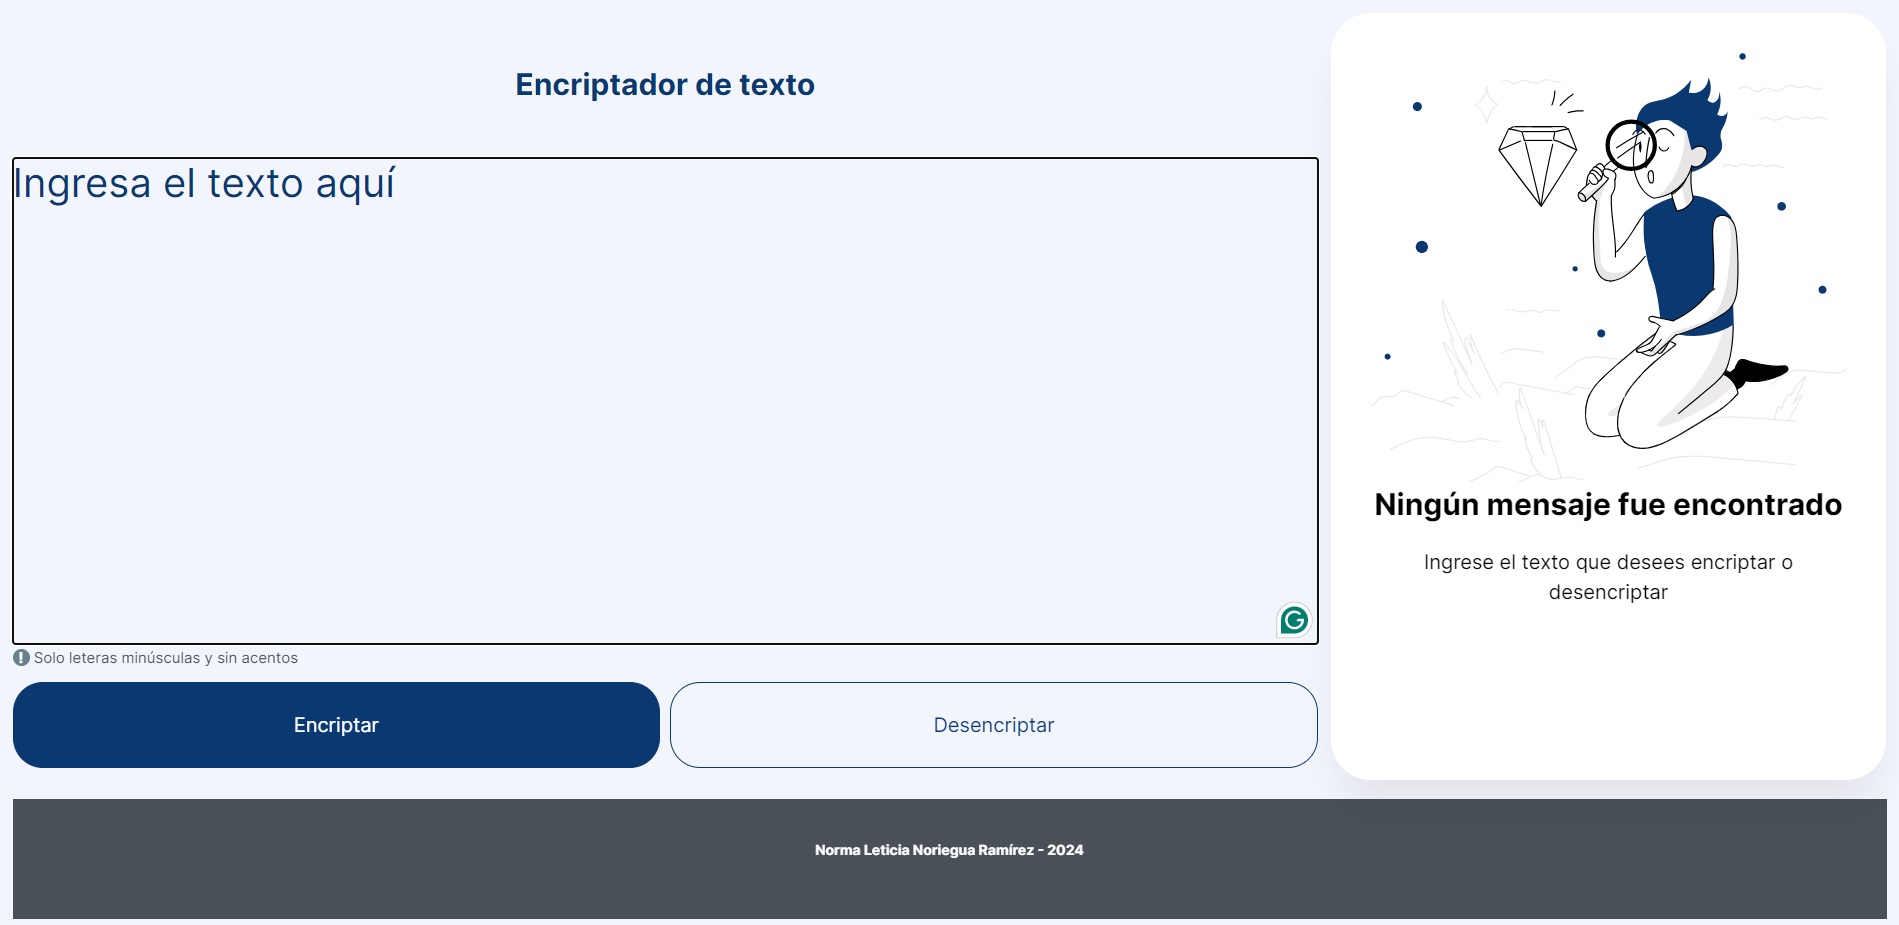 Encriptador de texto
Ingresa el texto aquí
Solo leteras minúsculas y sin acentos
Encriptar
Desencriptar
Ningún mensaje fue encontrado
Ingrese el texto que desees encriptar o
desencriptar
Norma Leticia Noriegua Ramírez - 2024